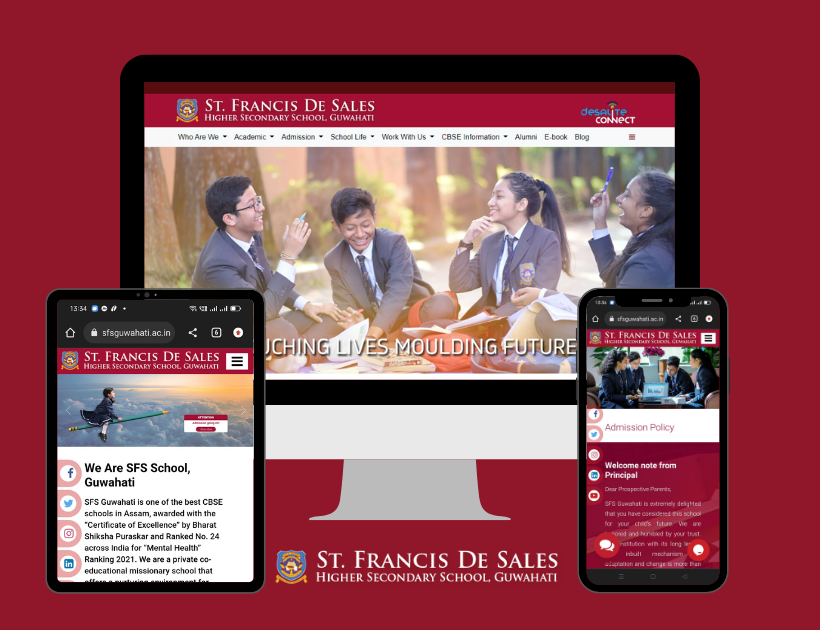 St. Francis De Sales
Higher Secondary School, Guwahati
desalite
CONNECT
Who Are We
Academic
Admission
School Life
Work With Us
CBSE Information
Alumni
E-book
Blog
UCHING LIVES MOULDING FUTURE
13:34
sfsguwahati.ac.in
6
St. Francis De Sales
Higher Secondary School, Guwahati
ATTENTION
We Are SFS School,
Guwahati
SFS Guwahati is one of the best CBSE
schools in Assam, awarded with the
“Certificate of Excellence” by Bharat
Shiksha Puraskar and Ranked No. 24
across India for “Mental Health”
Ranking 2021. We are a private co-
educational missionary school that
offers a nurturing environment for
sfsguwahati.ac.in
St. Francis De Sales
Higher Secondary School, Guwahati
Admission Policy
Welcome note from
Principal
Dear Prospective Parents,
SFS Guwahati is extremely delighted
that you have considered this school
for your child's future. We are
and humbled by your trust.
institution with its long
inbuilt mechanism
adaptation and change is more than
St. Francis De Sales
Higher Secondary School, Guwahati